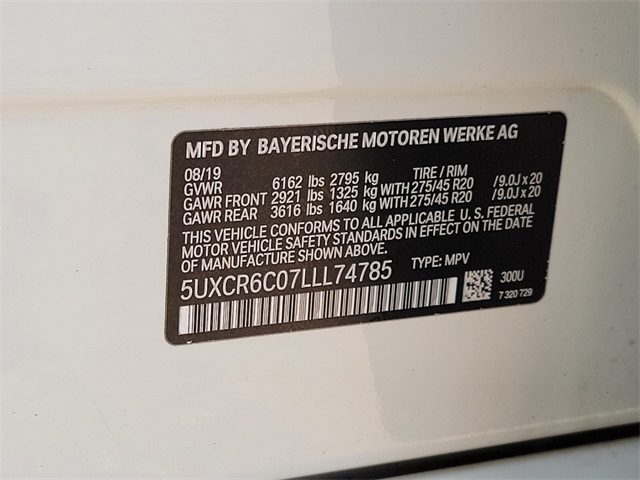 MFD BY BAYERISCHE MOTOREN WERKE AG
08/19 TIRE / RIM
GVWR 6162 lbs 2795 kg
GAWR FRONT 2921 lbs 1325 kg WITH 275/45 R20 / 9.0J x 20
GAWR REAR 3616 lbs 1640 kg WITH 275/45 R20 / 9.0J x 20
THIS VEHICLE CONFORMS TO ALL APPLICABLE U.S. FEDERAL
MOTOR VEHICLE SAFETY STANDARDS IN EFFECT ON THE DATE
OF MANUFACTURE SHOWN ABOVE.
5UXCR6C07LLL74785 TYPE: MPV
300U
7 320 729